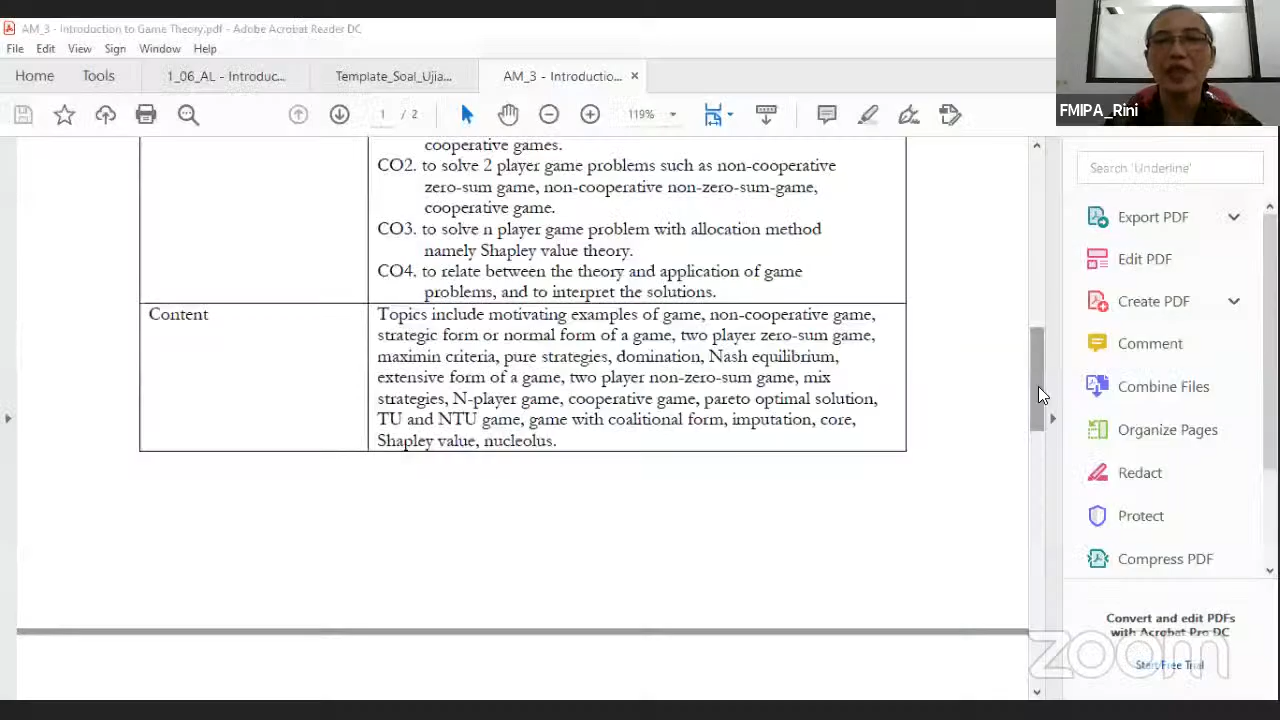 AM_3 - Introduction to Game Theory.pdf - Adobe Acrobat Reader DC
File Edit View Sign Window Help
Home Tools 1_06_AL - Introduc... Template_Soal_Ujia... AM_3 - Introductio... ×
1 / 2 119%
FMIPA_Rini
cooperative games.
CO2. to solve 2 player game problems such as non-cooperative
zero-sum game, non-cooperative non-zero-sum-game,
cooperative game.
CO3. to solve n player game problem with allocation method
namely Shapley value theory.
CO4. to relate between the theory and application of game
problems, and to interpret the solutions.
Content
Topics include motivating examples of game, non-cooperative game,
strategic form or normal form of a game, two player zero-sum game,
maximin criteria, pure strategies, domination, Nash equilibrium,
extensive form of a game, two player non-zero-sum game, mix
strategies, N-player game, cooperative game, pareto optimal solution,
TU and NTU game, game with coalitional form, imputation, core,
Shapley value, nucleolus.
Search 'Underline'
Export PDF
Edit PDF
Create PDF
Comment
Combine Files
Organize Pages
Redact
Protect
Compress PDF
Convert and edit PDFs
with Acrobat Pro DC
Start Free Trial
zoom